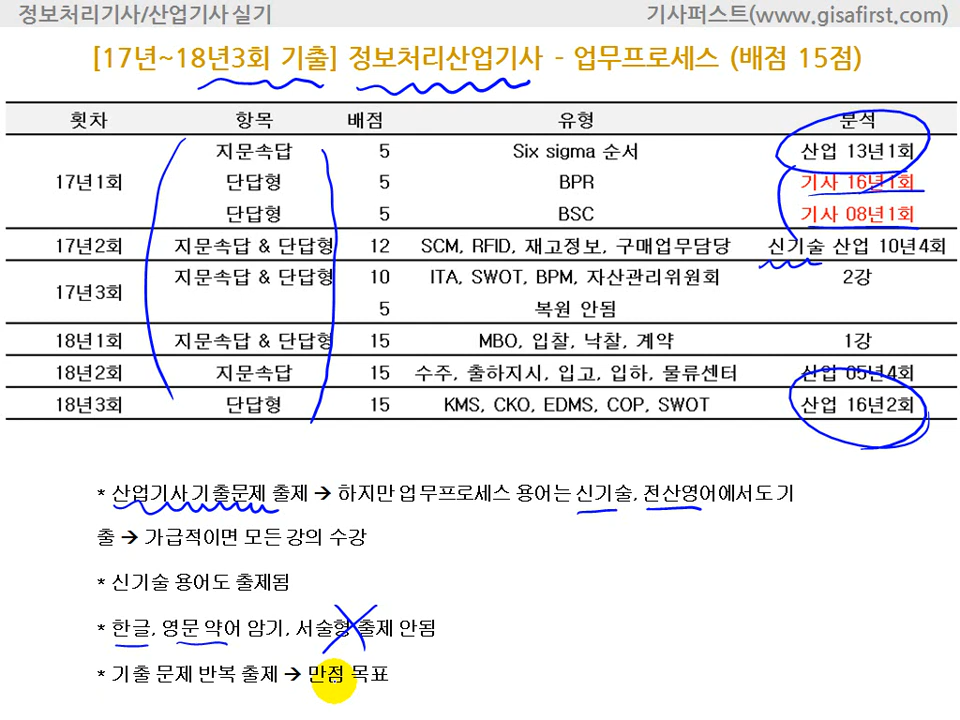 정보처리기사/산업기사 실기 기사퍼스트(www.gisafirst.com)
[17년~18년3회 기출] 정보처리산업기사 - 업무프로세스 (배점 15점)
횟차 항목 배점 유형 분석
지문속답 5 Six sigma 순서 산업 13년1회
17년1회 단답형 5 BPR 기사 16년1회
단답형 5 BSC 기사 08년1회
17년2회 지문속답 & 단답형 12 SCM, RFID, 재고정보, 구매업무담당 신기술 산업 10년4회
17년3회 지문속답 & 단답형 10 ITA, SWOT, BPM, 자산관리위원회 2강
5 복원 안됨
18년1회 지문속답 & 단답형 15 MBO, 입찰, 낙찰, 계약 1강
18년2회 지문속답 15 수주, 출하지시, 입고, 입하, 물류센터 산업 05년4회
18년3회 단답형 15 KMS, CKO, EDMS, COP, SWOT 산업 16년2회
* 산업기사 기출문제 출제 → 하지만 업무프로세스 용어는 신기술, 전산영어에서도 기
출 → 가급적이면 모든 강의 수강
* 신기술 용어도 출제됨
* 한글, 영문 약어 암기, 서술형 출제 안됨
* 기출 문제 반복 출제 → 만점 목표